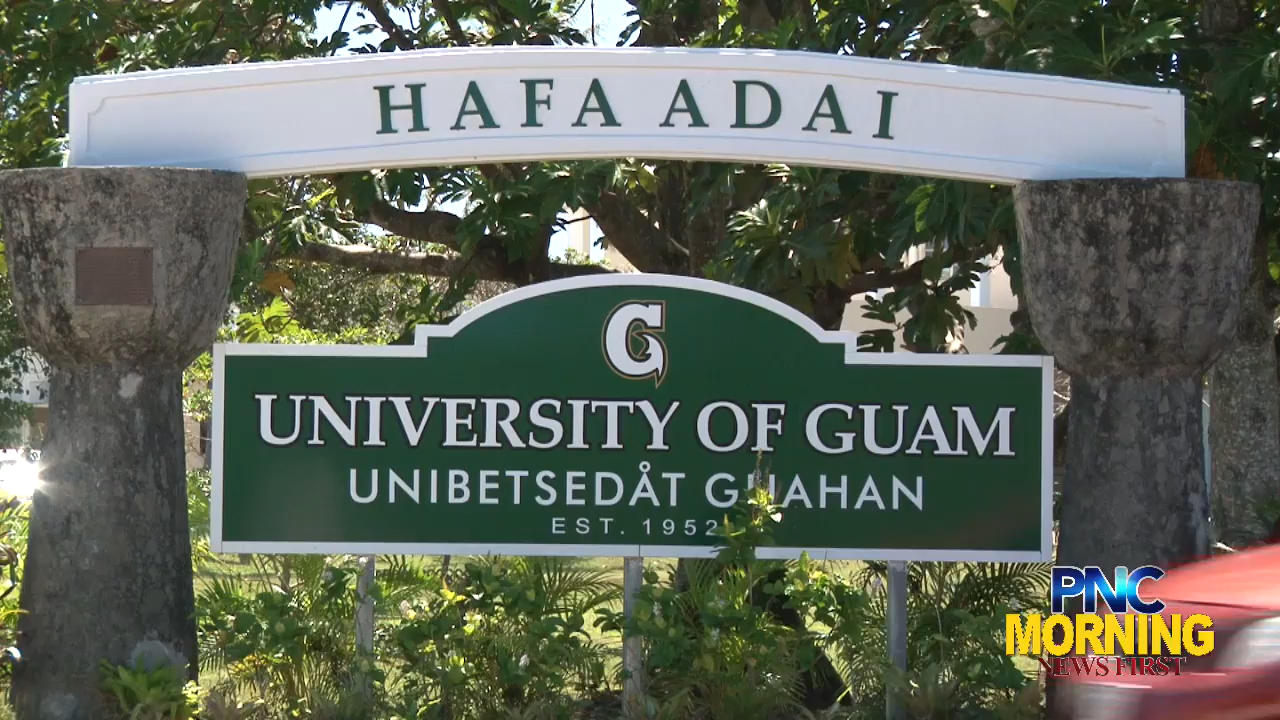 HAFA ADAI
G
UNIVERSITY OF GUAM
UNIBETSEDÅT GUAHAN
EST. 1952
PNC
MORNING
NEWS FIRST